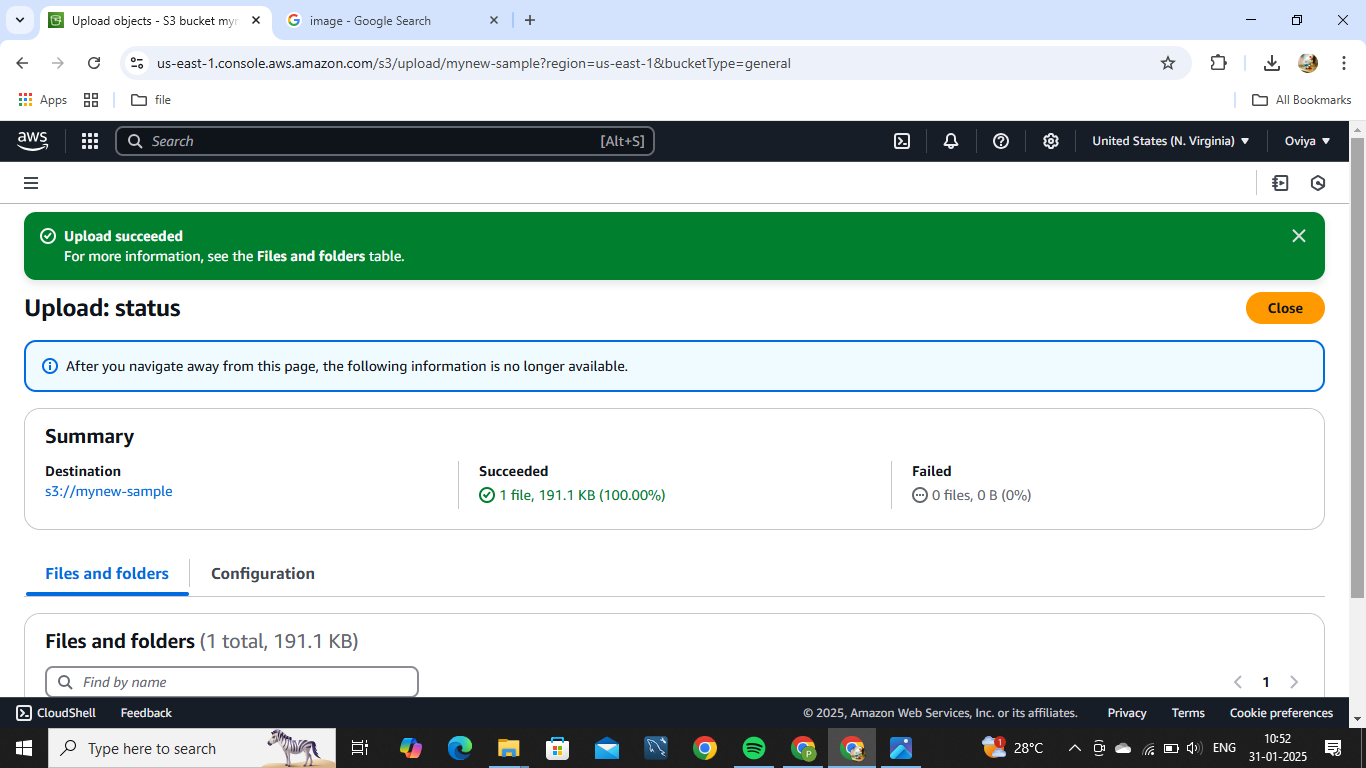 Upload objects - S3 bucket myn
image - Google Search
us-east-1.console.aws.amazon.com/s3/upload/mynew-sample?region=us-east-1&bucketType=general
Apps
file
All Bookmarks
aws
Search
[Alt+S]
United States (N. Virginia)
Oviya
Upload succeeded
For more information, see the Files and folders table.
Upload: status
Close
After you navigate away from this page, the following information is no longer available.
Summary
Destination
s3://mynew-sample
Succeeded
1 file, 191.1 KB (100.00%)
Failed
0 files, 0 B (0%)
Files and folders
Configuration
Files and folders (1 total, 191.1 KB)
Find by name
1
CloudShell
Feedback
© 2025, Amazon Web Services, Inc. or its affiliates.
Privacy
Terms
Cookie preferences
Type here to search
1
28°C
ENG
10:52
31-01-2025